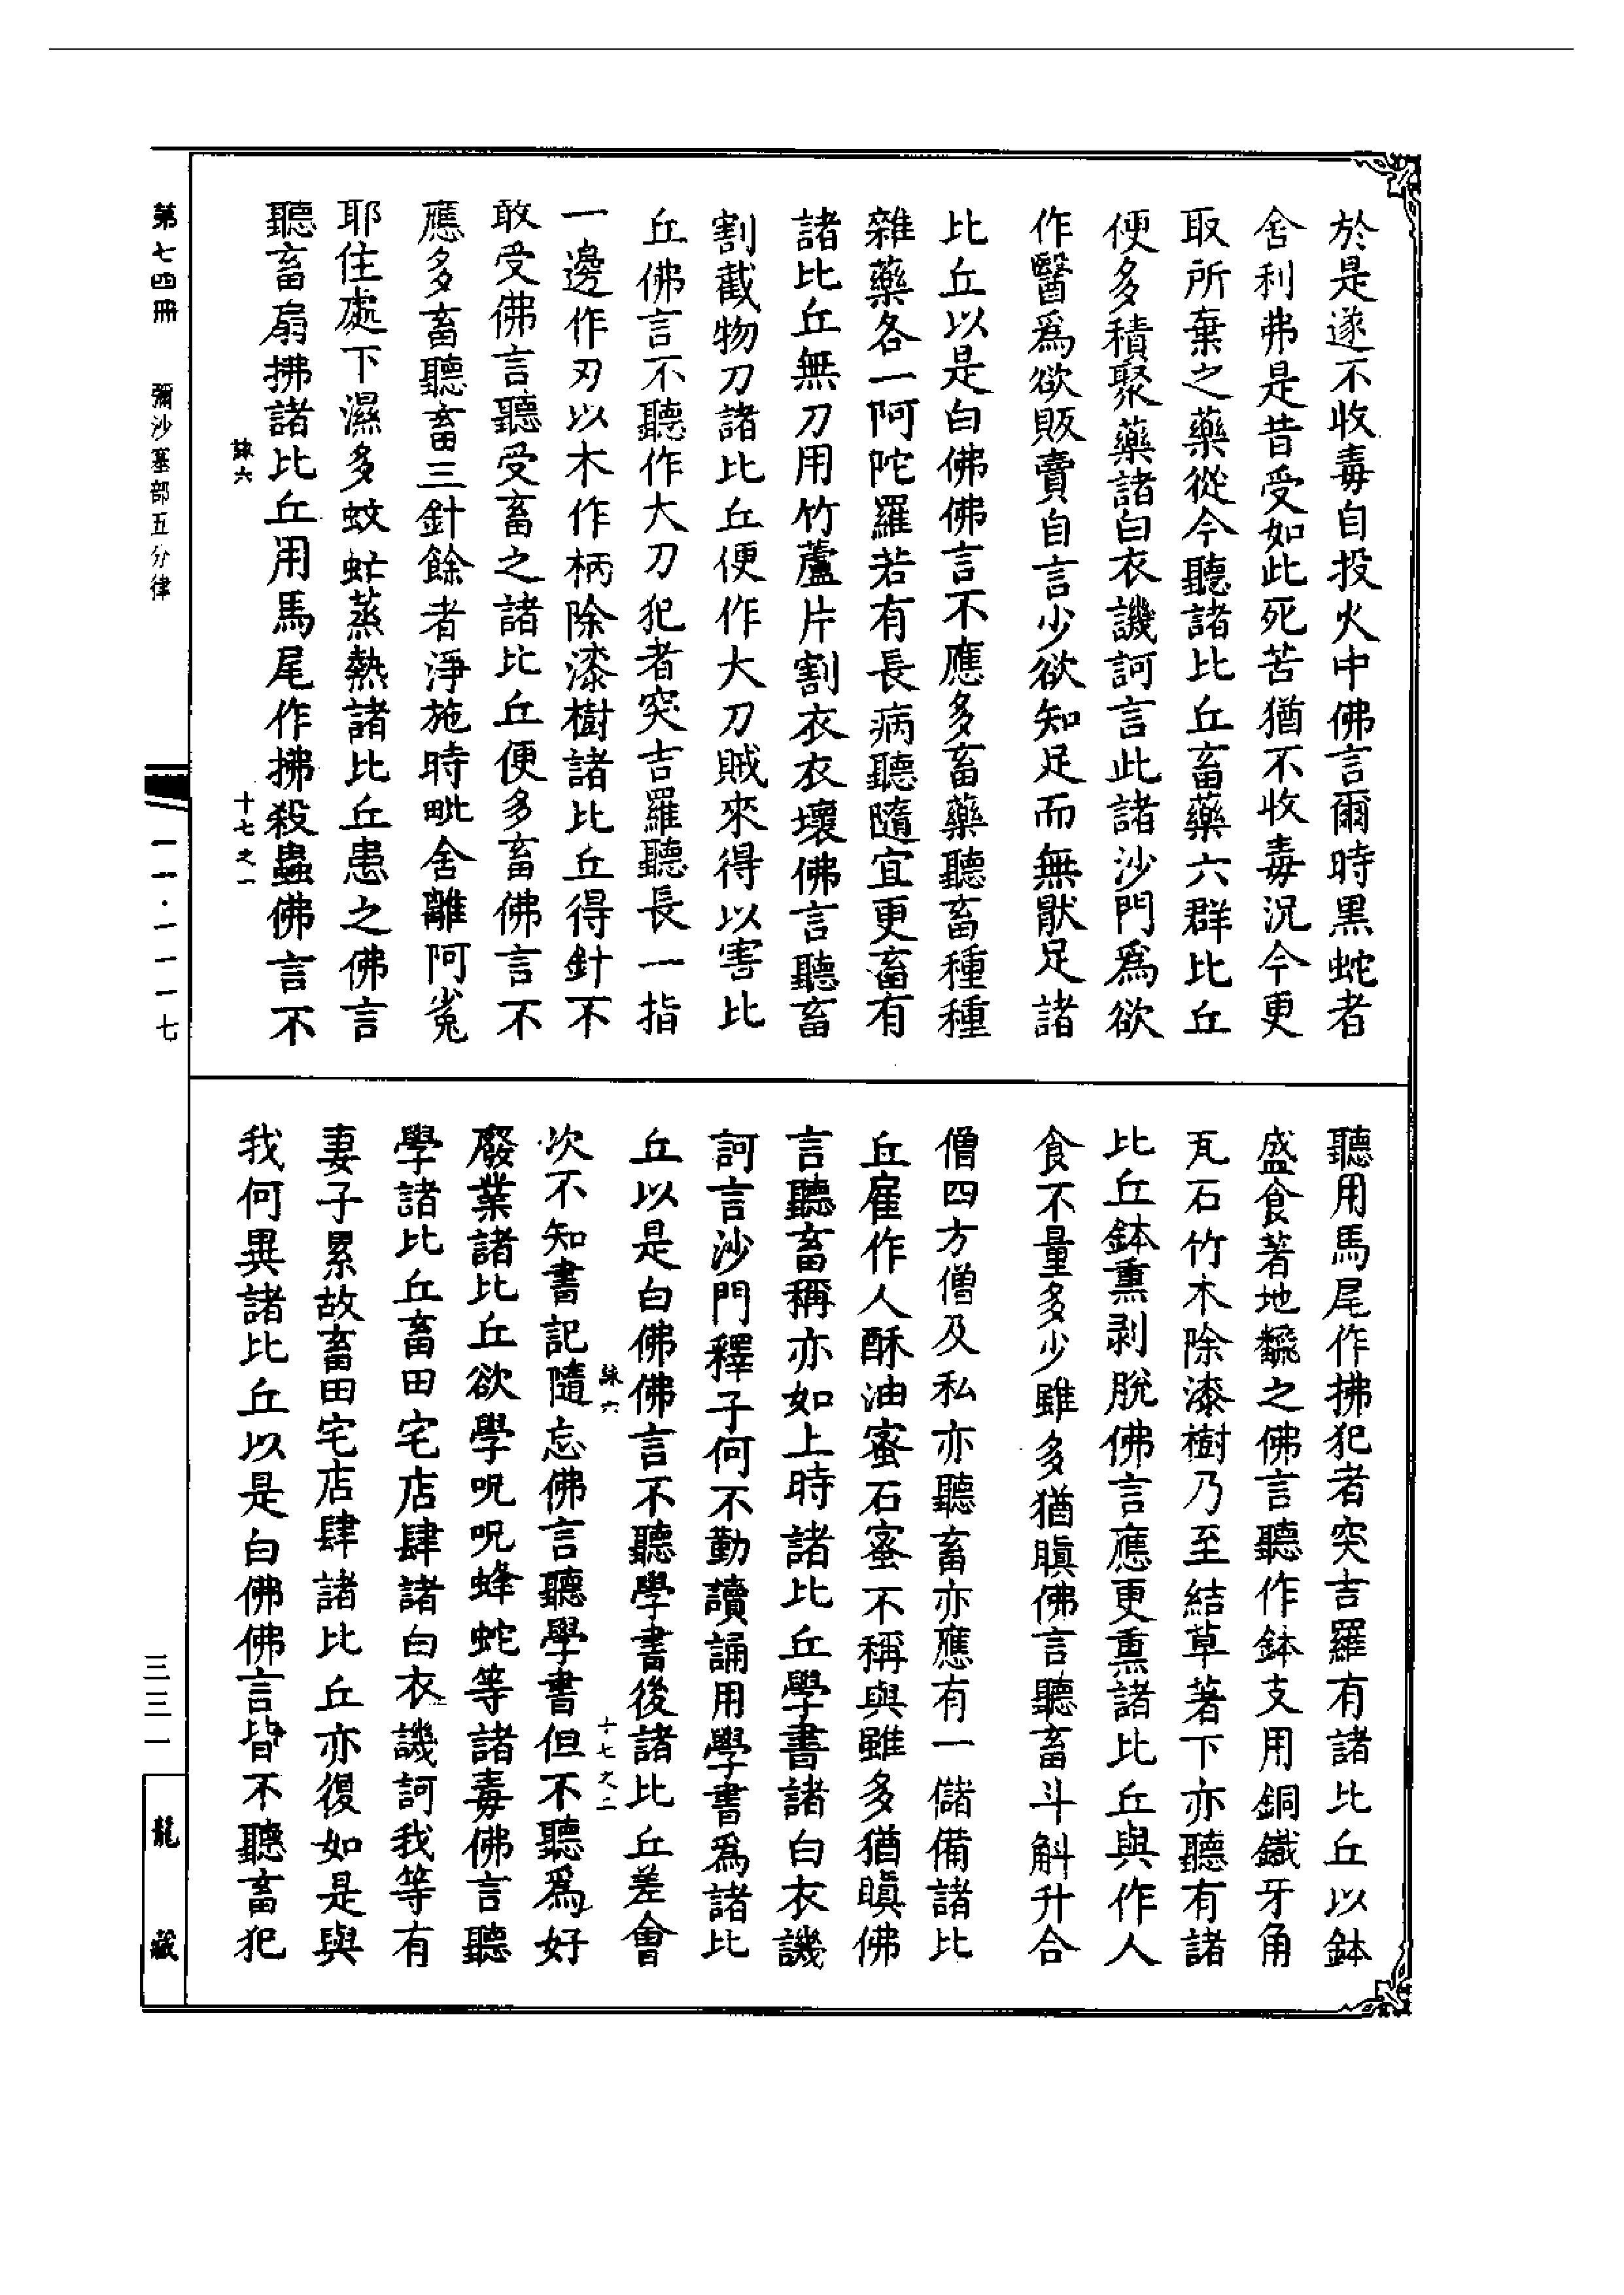 於是遂不收毒自投火中佛言爾時黑蛇者
舍利弗是昔受如此死苦猶不收毒況今更
取所棄之藥從今聽諸比丘畜藥六群比丘
便多積聚藥諸白衣譏訶言此諸沙門爲欲
作醫爲欲販賣自言少欲知足而無猒足諸
比丘以是白佛佛言不應多畜藥聽畜種種
雜藥各一阿陀羅若有長病聽隨宜更畜有
諸比丘無刀用竹蘆片割衣衣壞佛言聽畜
割截物刀諸比丘便作大刀賊來得以害比
丘佛言不聽作大刀犯者突吉羅聽長一指
一邊作刃以木作柄除漆樹諸比丘得針不
敢受佛言聽受畜之諸比丘便多畜佛言不
應多畜聽畜三針餘者淨施時毗舍離阿㝹
耶住處下濕多蚊虻蒸熱諸比丘患之佛言
聽畜扇拂諸比丘用馬尾作拂殺蟲佛言不
詠六
十七之一
聽用馬尾作拂犯者突吉羅有諸比丘以鉢
盛食著地飜之佛言聽作鉢支用銅鐵牙角
瓦石竹木除漆樹乃至結草著下亦聽有諸
比丘鉢熏剥脫佛言應更熏諸比丘與作人
食不量多少雖多猶瞋佛言聽畜斗斛升合
僧四方僧及私亦聽畜亦應有一儲備諸比
丘雇作人酥油蜜石蜜不稱與雖多猶瞋佛
言聽畜稱亦如上時諸比丘學書諸白衣譏
訶言沙門釋子何不勤讀誦用學書爲諸比
丘以是白佛佛言不聽學書後諸比丘差會
詠六
十七之二
次不知書記隨忘佛言聽學書但不聽爲好
廢業諸比丘欲學呪呪蜂蛇等諸毒佛言聽
學諸比丘畜田宅店肆諸白衣譏訶我等有
妻子累故畜田宅店肆諸比丘亦復如是與
我何異諸比丘以是白佛佛言皆不聽畜犯
第七四冊
彌沙塞部五分律
一一·一一一七
三三一
龍藏